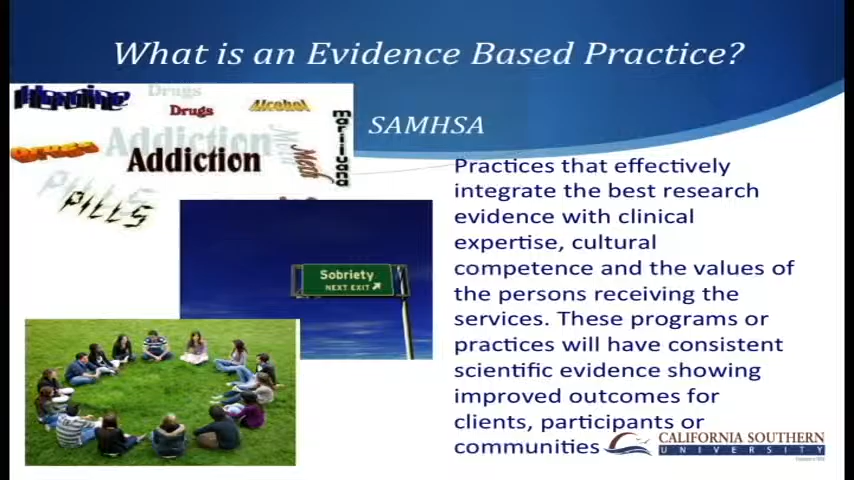 What is an Evidence Based Practice?
Drugs
Drugs
Alcohol
SAMHSA
marijuana
Addiction
Addiction
Meth
PILLS
PILLS
Practices that effectively
integrate the best research
evidence with clinical
expertise, cultural
competence and the values of
the persons receiving the
services. These programs or
practices will have consistent
scientific evidence showing
improved outcomes for
clients, participants or
communities
Sobriety
NEXT EXIT
CALIFORNIA SOUTHERN
UNIVERSITY